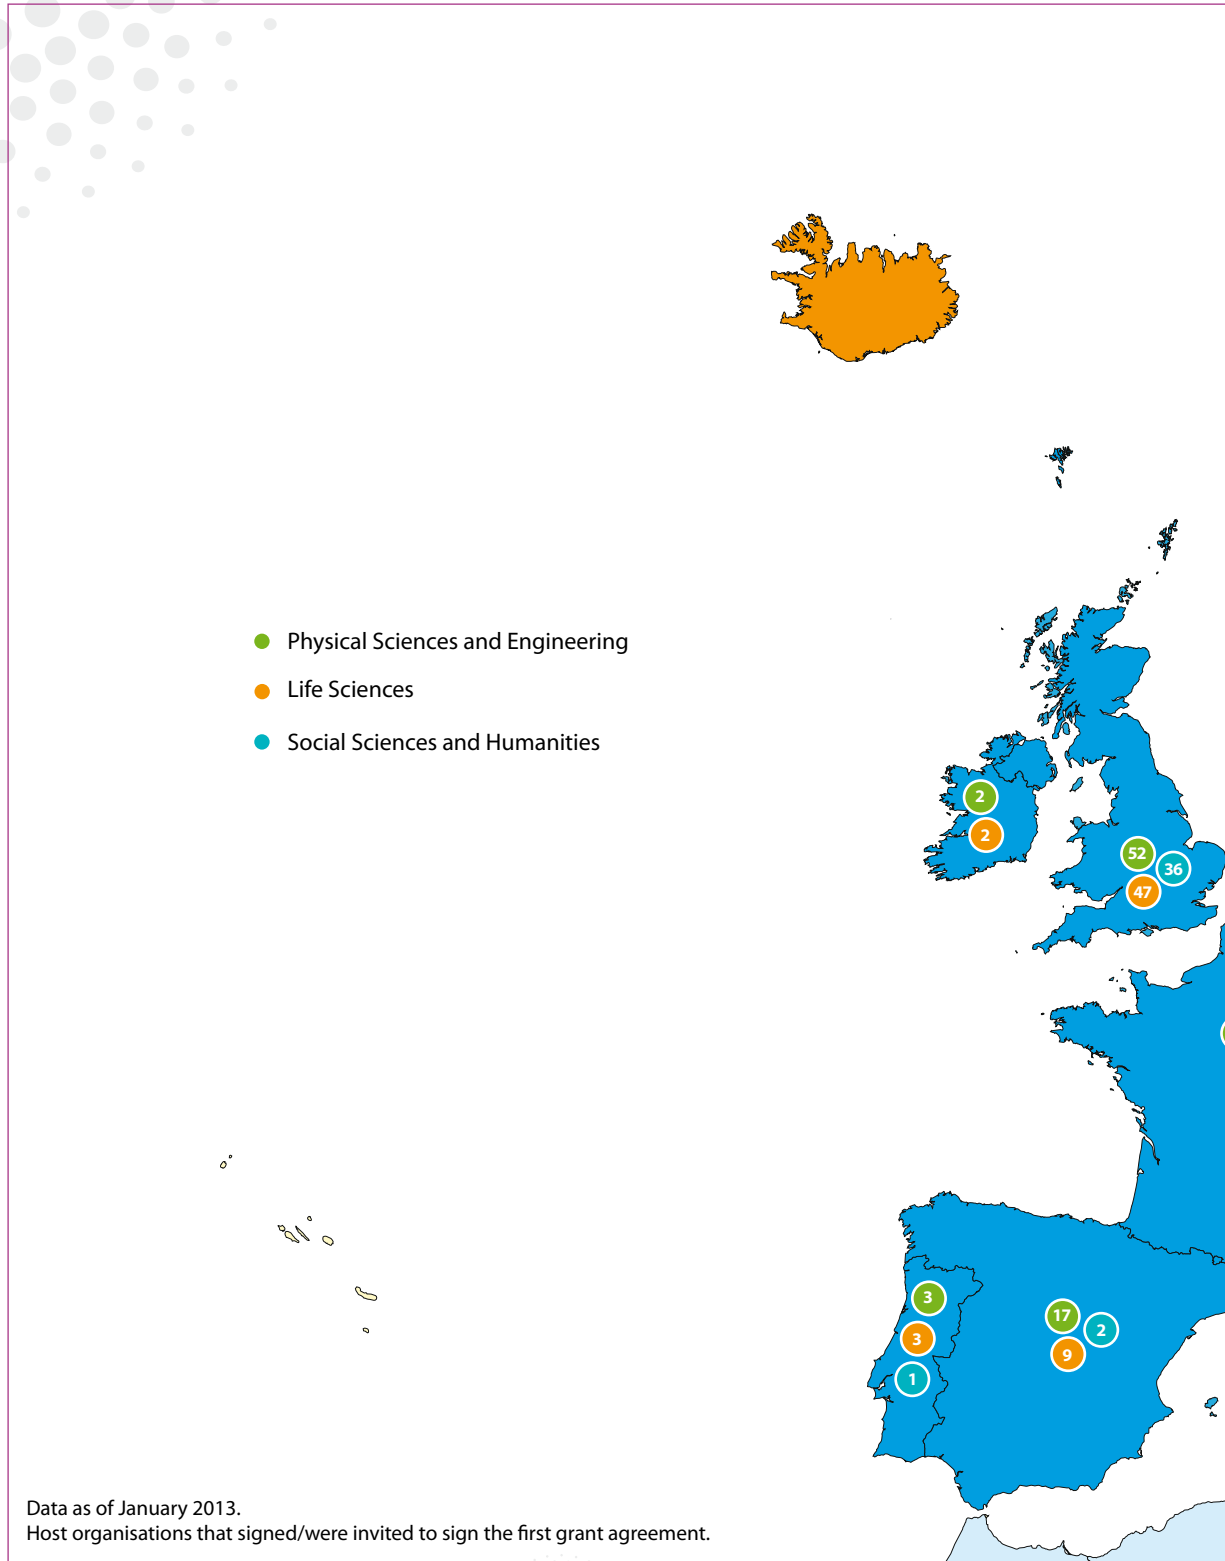 Physical Sciences and Engineering
Life Sciences
Social Sciences and Humanities
2
2
52
36
47
3
3
1
17
2
9
Data as of January 2013.
Host organisations that signed/were invited to sign the first grant agreement.